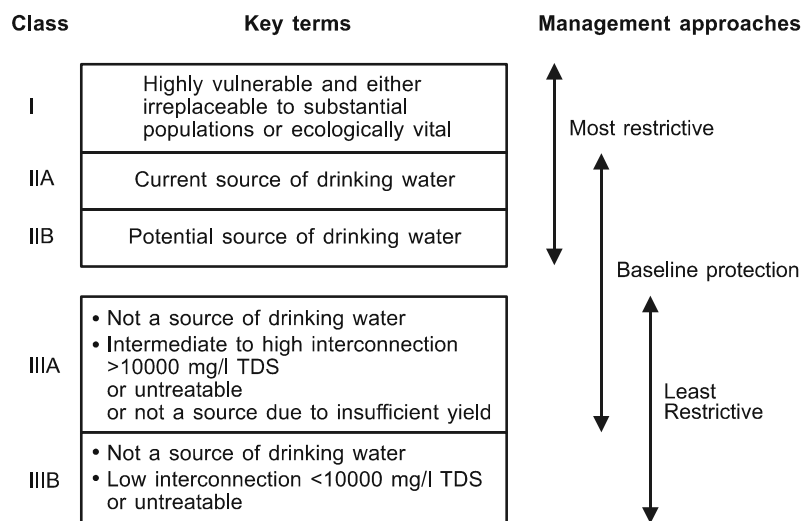 Class Key terms Management approaches
I
Highly vulnerable and either
irreplaceable to substantial
populations or ecologically vital
Most restrictive
IIA
Current source of drinking water
IIB
Potential source of drinking water
Baseline protection
IIIA
• Not a source of drinking water
• Intermediate to high interconnection
>10000 mg/l TDS
or untreatable
or not a source due to insufficient yield
Least
Restrictive
IIIB
• Not a source of drinking water
• Low interconnection <10000 mg/l TDS
or untreatable